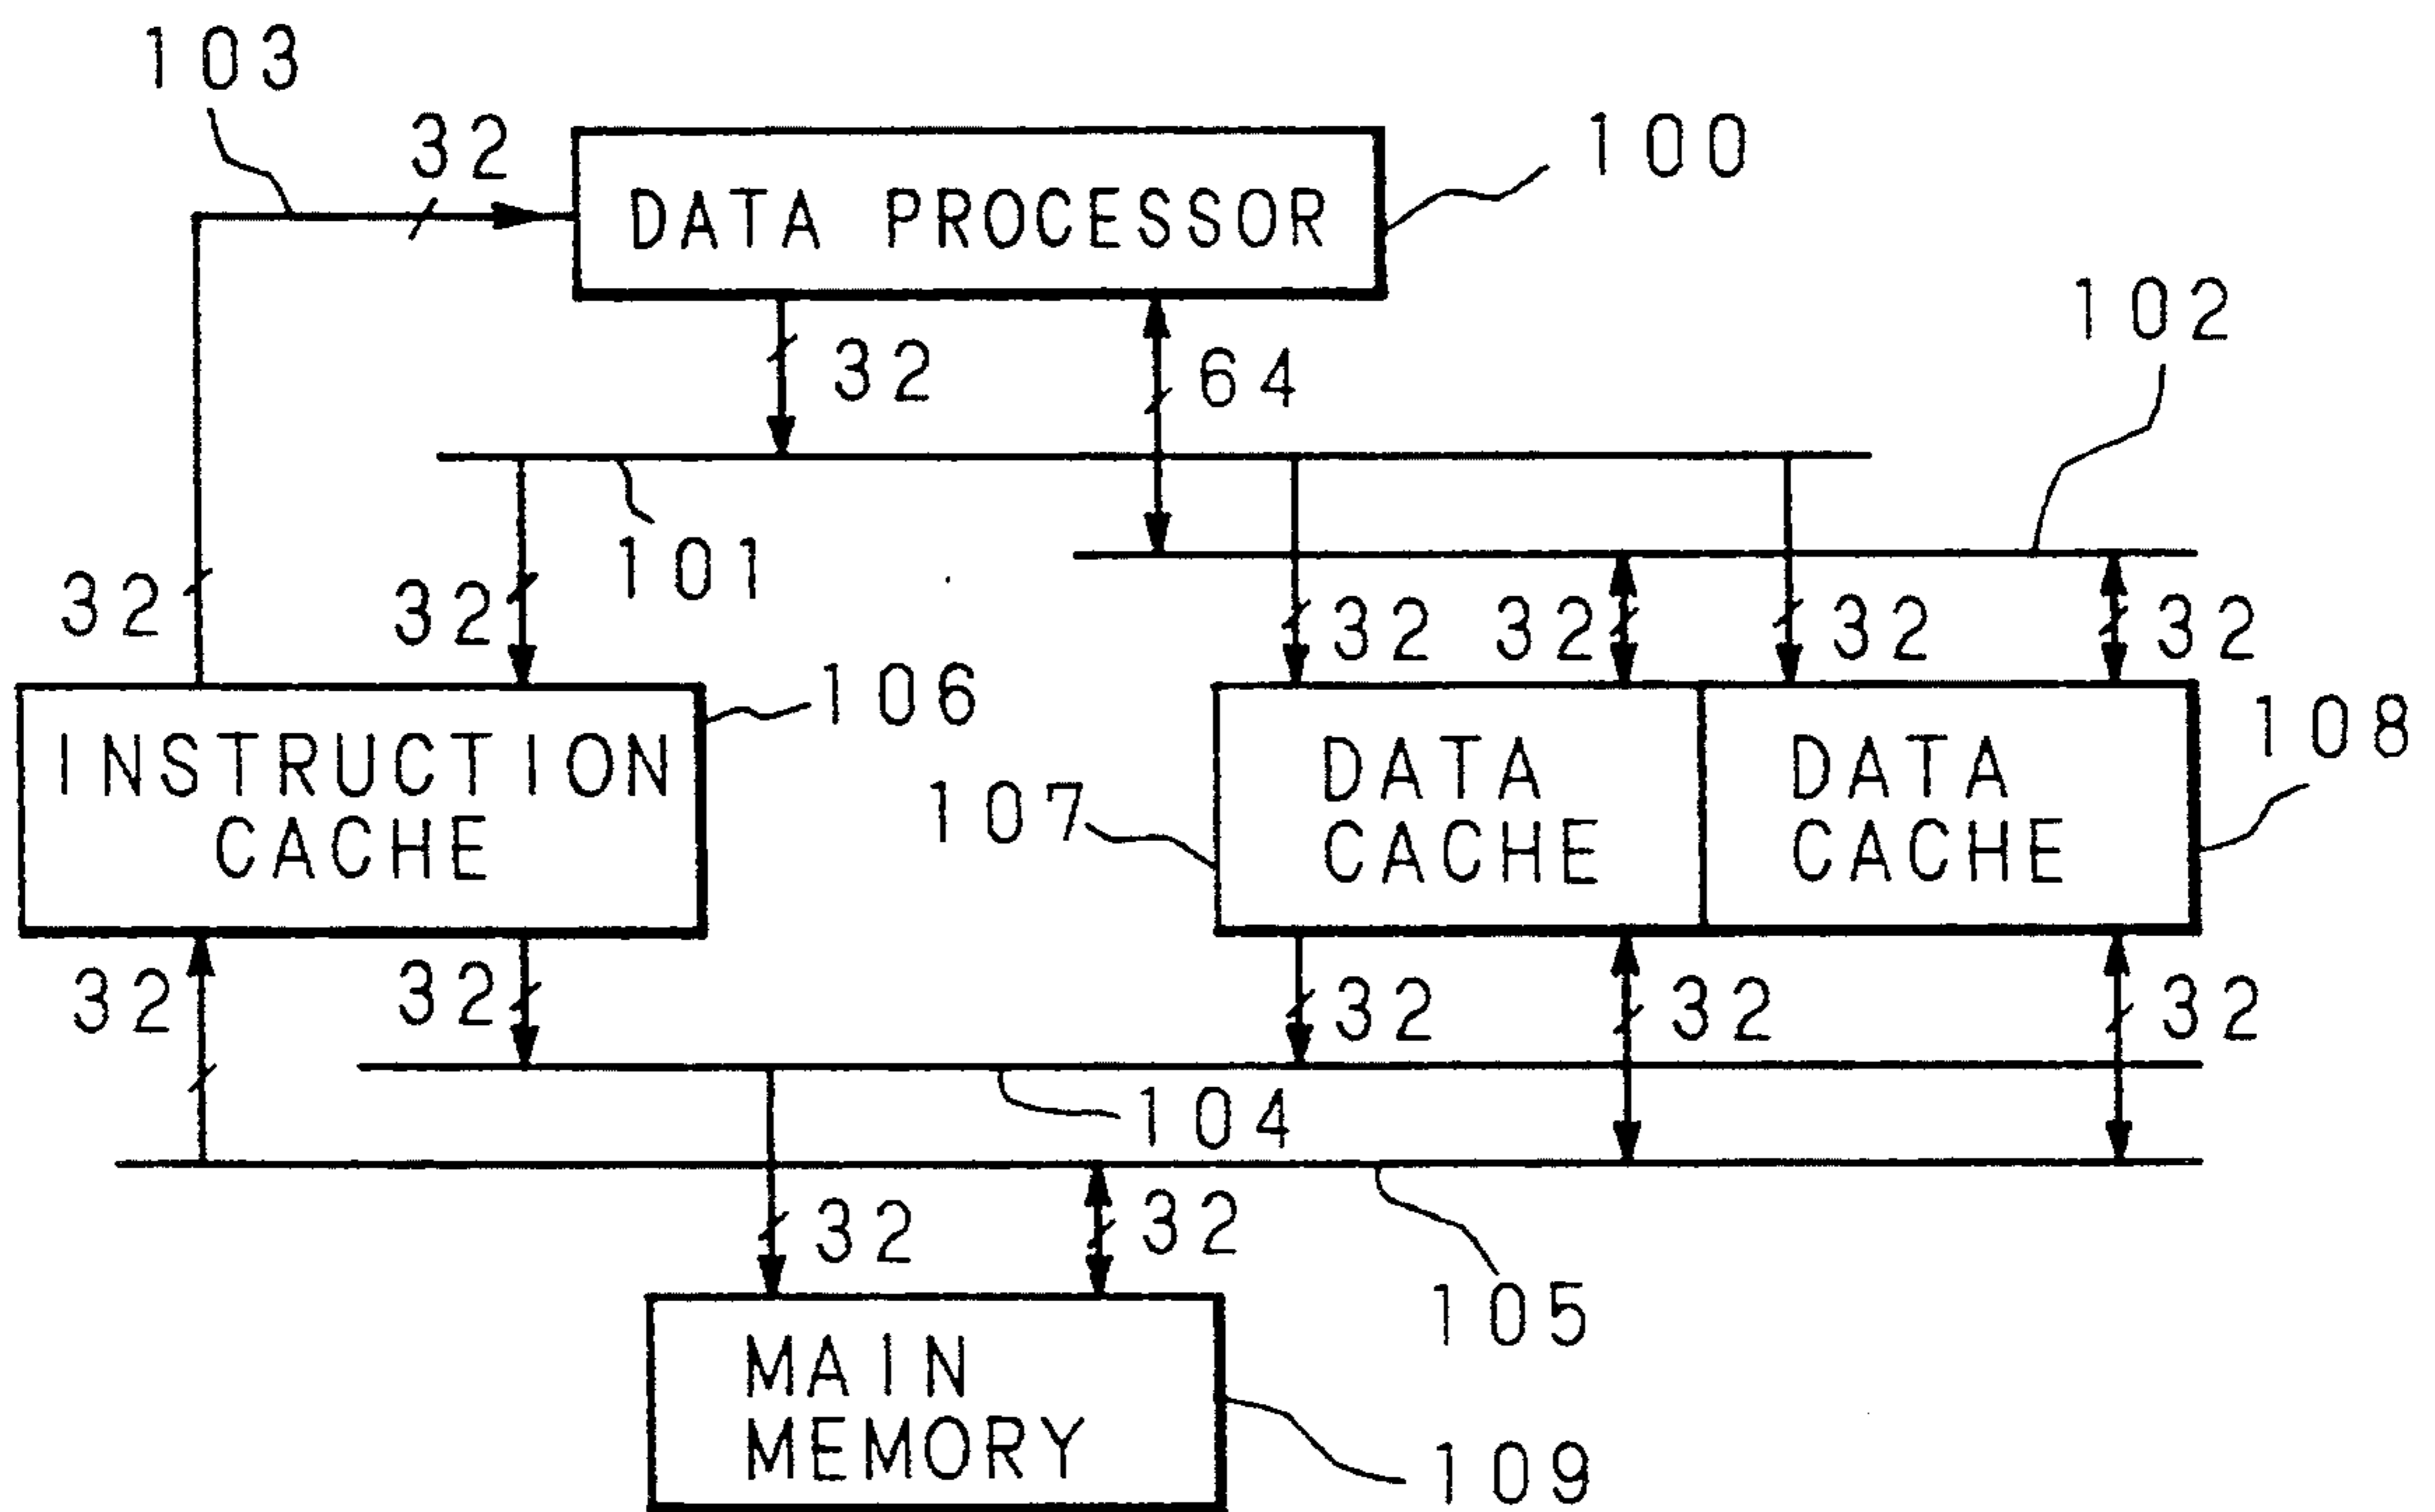 103
32
100
DATA PROCESSOR
102
32
64
101
32
32
32
32
32
32
106
108
INSTRUCTION
CACHE
107
DATA
CACHE
DATA
CACHE
32
32
32
32
32
104
32
32
105
MAIN
MEMORY
109